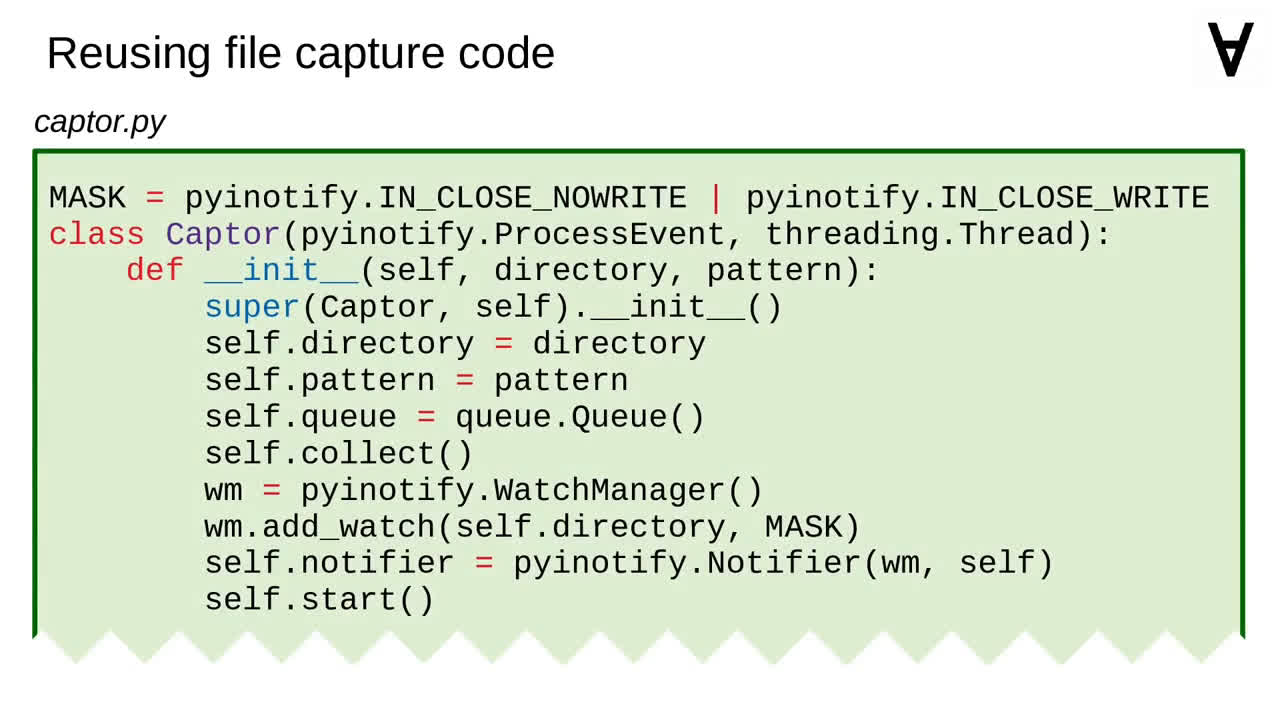 Reusing file capture code
∀
captor.py
MASK = pyinotify.IN_CLOSE_NOWRITE | pyinotify.IN_CLOSE_WRITE
class Captor(pyinotify.ProcessEvent, threading.Thread):
    def __init__(self, directory, pattern):
        super(Captor, self).__init__()
        self.directory = directory
        self.pattern = pattern
        self.queue = queue.Queue()
        self.collect()
        wm = pyinotify.WatchManager()
        wm.add_watch(self.directory, MASK)
        self.notifier = pyinotify.Notifier(wm, self)
        self.start()